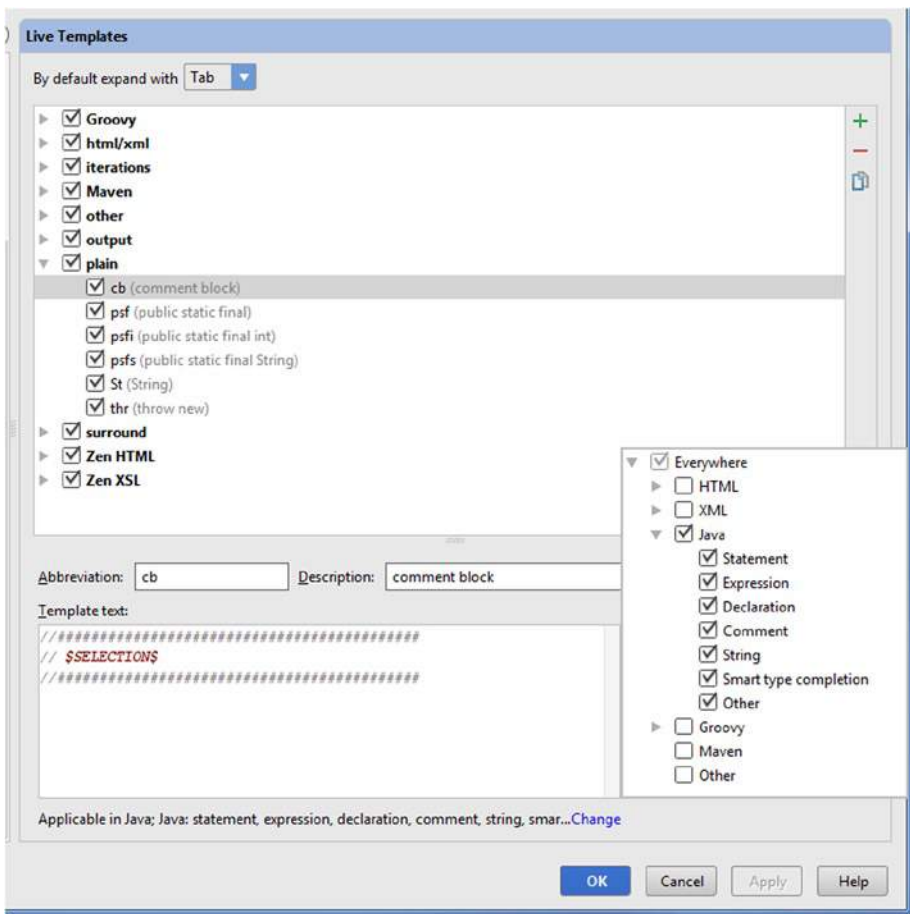 )
Live Templates
By default expand with Tab
Groovy
html/xml
iterations
Maven
other
output
plain
cb (comment block)
psf (public static final)
psfi (public static final int)
psfs (public static final String)
St (String)
thr (throw new)
surround
Zen HTML
Zen XSL
Everywhere
HTML
XML
Java
Statement
Expression
Declaration
Comment
String
Smart type completion
Other
Groovy
Maven
Other
Abbreviation: cb Description: comment block
Template text:
//###########################################
// $SELECTION$
//###########################################
Applicable in Java; Java: statement, expression, declaration, comment, string, smar...Change
OK Cancel Apply Help